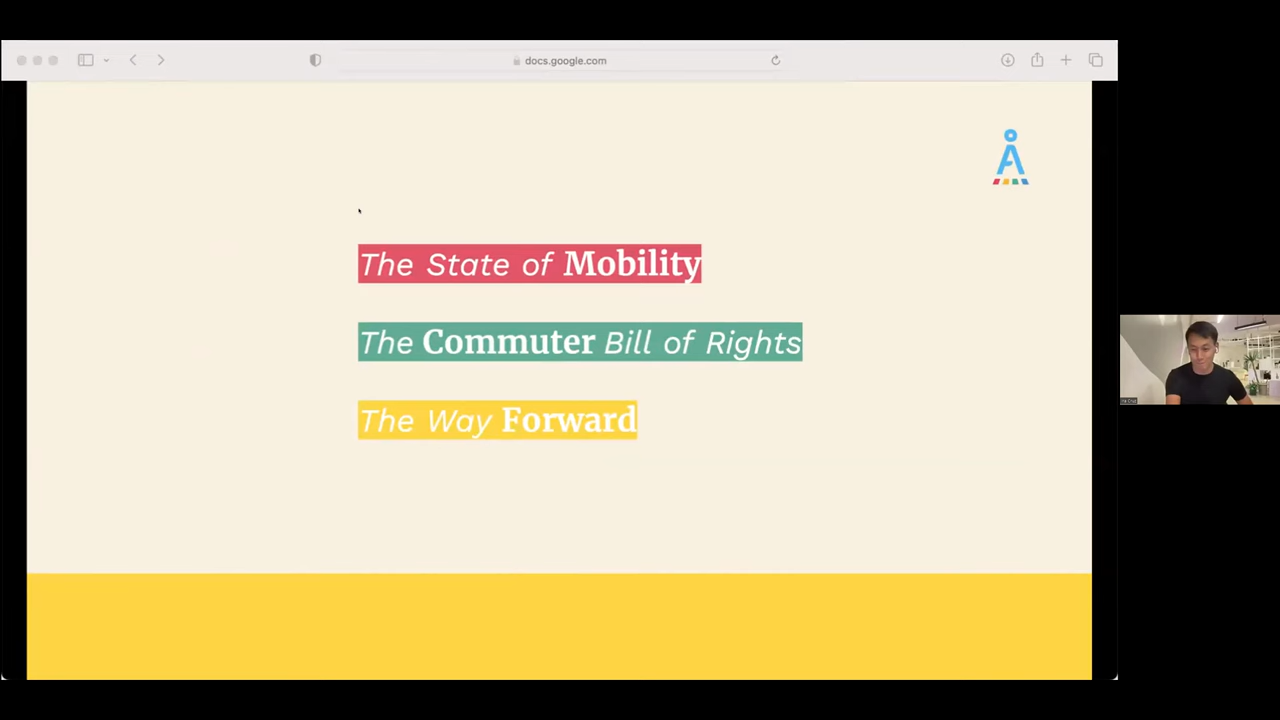 docs.google.com
The State of Mobility
The Commuter Bill of Rights
The Way Forward